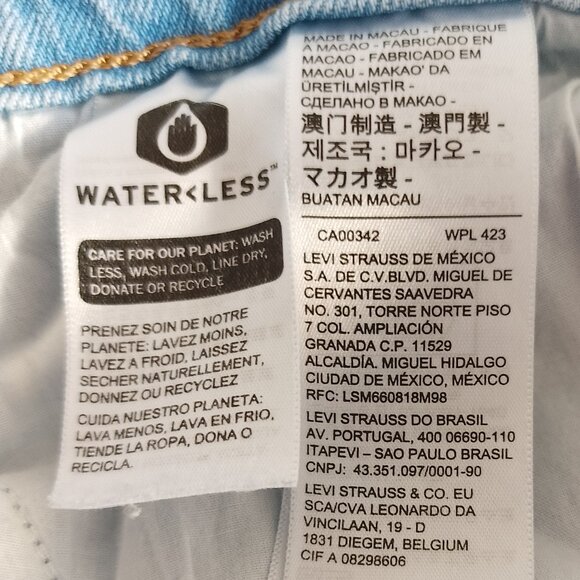 WATER<LESS™
CARE FOR OUR PLANET: WASH
LESS, WASH COLD, LINE DRY,
DONATE OR RECYCLE
PRENEZ SOIN DE NOTRE
PLANETE: LAVEZ MOINS,
LAVEZ A FROID, LAISSEZ
SECHER NATURELLEMENT,
DONNEZ OU RECYCLEZ
CUIDA NUESTRO PLANETA:
LAVA MENOS, LAVA EN FRIO,
TIENDE LA ROPA, DONA O
RECICLA.
MADE IN MACAU - FABRIQUE
A MACAO - FABRICADO EN
MACAO - FABRICADO EM
MACAU - MAKAO' DA
ÜRETİLMİŞTİR -
СДЕЛАНО В МАКАО -
澳门制造 - 澳門製 -
제조국 : 마카오 -
マカオ製 -
BUATAN MACAU
CA00342 WPL 423
LEVI STRAUSS DE MÉXICO
S.A. DE C.V.BLVD. MIGUEL DE
CERVANTES SAAVEDRA
NO. 301, TORRE NORTE PISO
7 COL. AMPLIACIÓN
GRANADA C.P. 11529
ALCALDÍA. MIGUEL HIDALGO
CIUDAD DE MÉXICO, MÉXICO
RFC: LSM660818M98
LEVI STRAUSS DO BRASIL
AV. PORTUGAL, 400 06690-110
ITAPEVI – SAO PAULO BRASIL
CNPJ: 43.351.097/0001-90
LEVI STRAUSS & CO. EU
SCA/CVA LEONARDO DA
VINCILAAN, 19 - D
1831 DIEGEM, BELGIUM
CIF A 08298606